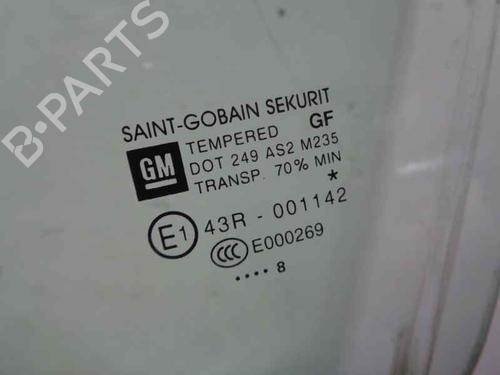 B-PARTS
SAINT-GOBAIN SEKURIT
GM
TEMPERED GF
DOT 249 AS2 M235
TRANSP. 70% MIN
*
E1 43R - 001142
CCC E000269
•••• 8